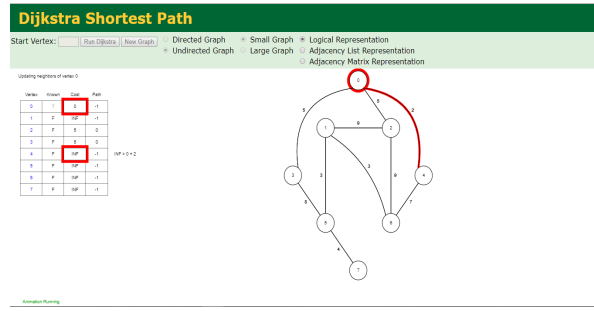 Dijkstra Shortest Path
Start Vertex: Run Dijkstra New Graph
Directed Graph
Undirected Graph
Small Graph
Large Graph
Logical Representation
Adjacency List Representation
Adjacency Matrix Representation
Updating neighbors of vertex 0
Vertex Known Cost Path
0 0 -1
1 F INF -1
2 F 0
3 F 5 0
4 F INF -1 INF > 0 + 2
5 F INF -1
6 F INF -1
7 F INF -1
0
5 2
1 9 2
3
3 9 4
7
5 6
4
7
Animation Running